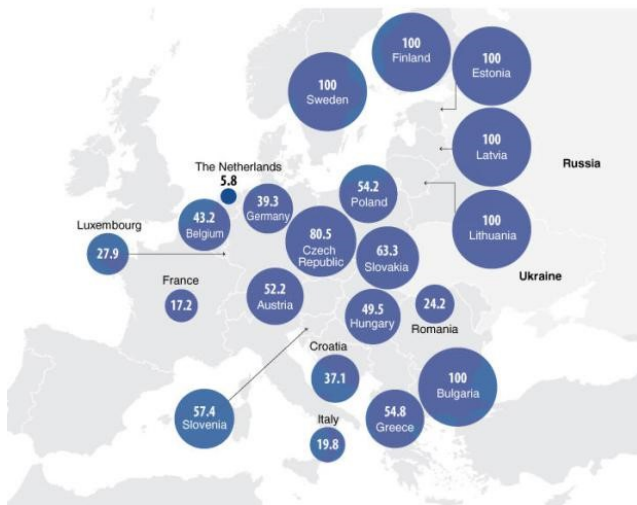 100
Finland
100
Estonia
100
Sweden
100
Latvia
Russia
The Netherlands
5.8
54.2
Poland
39.3
Germany
43.2
Belgium
Luxembourg
27.9
80.5
Czech
Republic
100
Lithuania
63.3
Slovakia
Ukraine
France
17.2
52.2
Austria
49.5
Hungary
24.2
Romania
Croatia
37.1
100
Bulgaria
57.4
Slovenia
Italy
19.8
54.8
Greece